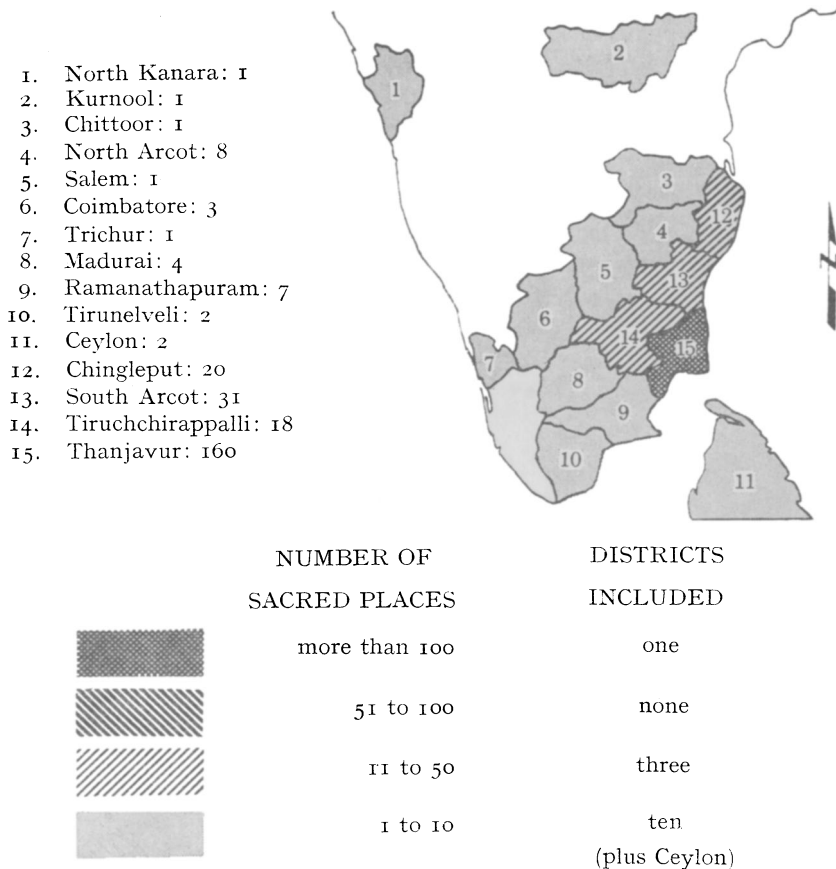 1. North Kanara: 1
2. Kurnool: 1
3. Chittoor: 1
4. North Arcot: 8
5. Salem: 1
6. Coimbatore: 3
7. Trichur: 1
8. Madurai: 4
9. Ramanathapuram: 7
10. Tirunelveli: 2
11. Ceylon: 2
12. Chingleput: 20
13. South Arcot: 31
14. Tiruchchirappalli: 18
15. Thanjavur: 160
1
2
3
12
4
5
13
6
14
15
7
8
9
10
11
NUMBER OF DISTRICTS
SACRED PLACES INCLUDED
more than 100 one
51 to 100 none
11 to 50 three
1 to 10 ten
(plus Ceylon)